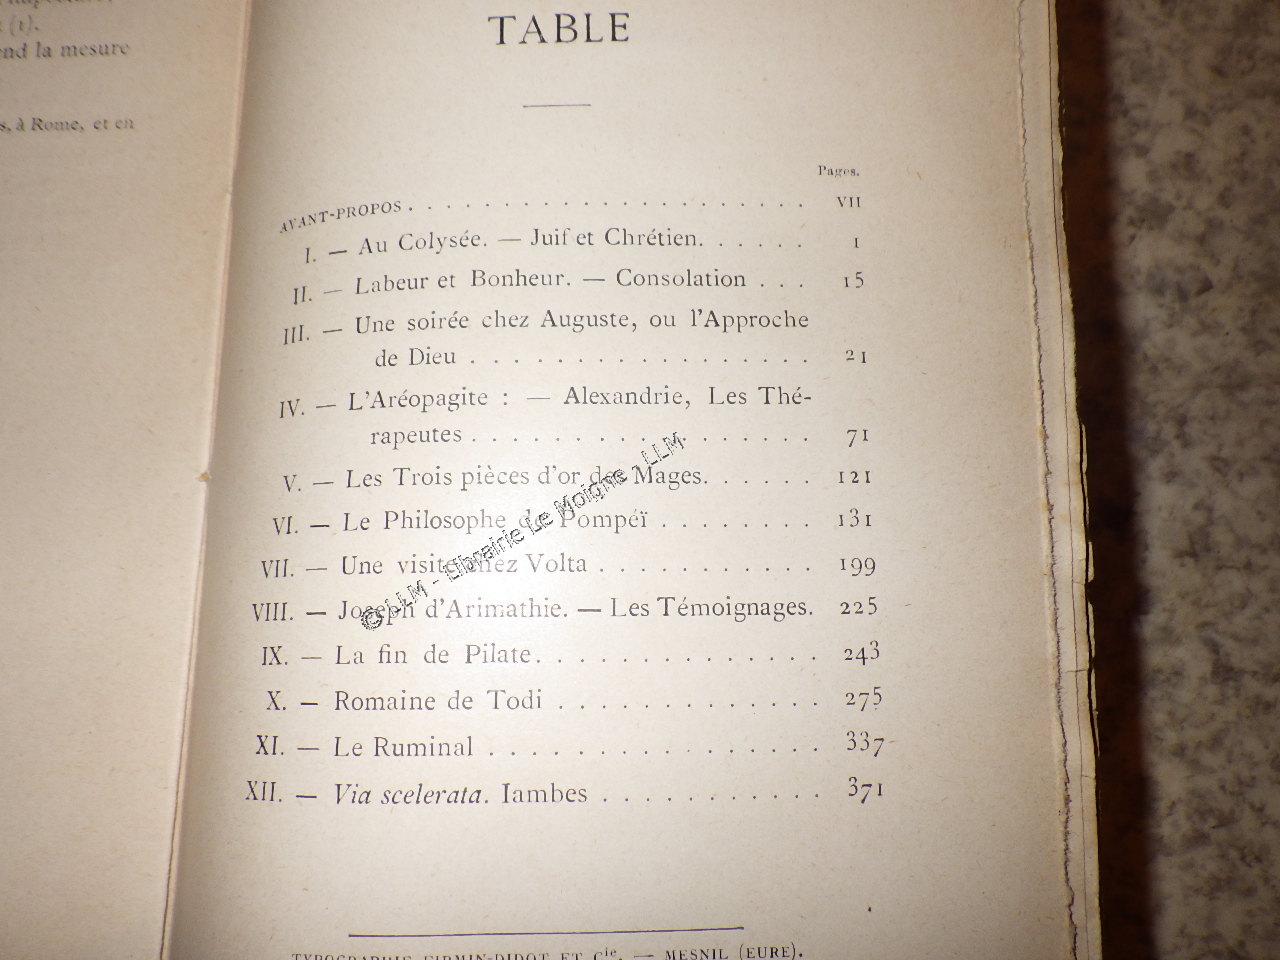 (1).
la mesure
à Rome, et en
TABLE
Pages.
AVANT-PROPOS . . . . . . . . . . . . . . . . . . VII
I. — Au Colysée. — Juif et Chrétien. . . . . . 1
II. — Labeur et Bonheur. — Consolation . . . 15
III. — Une soirée chez Auguste, ou l'Approche
de Dieu . . . . . . . . . . . . . . . . 21
IV. — L'Aréopagite : — Alexandrie, Les Thé-
rapeutes . . . . . . . . . . . . . . . 71
V. — Les Trois pièces d'or des Mages. . . . . . 121
VI. — Le Philosophe de Pompéï . . . . . . . . 131
VII. — Une visite chez Volta . . . . . . . . . . . 199
VIII. — Joseph d'Arimathie. — Les Témoignages. 225
IX. — La fin de Pilate. . . . . . . . . . . . . . 243
X. — Romaine de Todi . . . . . . . . . . . . . 275
XI. — Le Ruminal . . . . . . . . . . . . . . . . 337
XII. — Via scelerata. Iambes . . . . . . . . . . . 371
© LLM - Librairie Le Moigne - LLM
TYPOGRAPHIE FIRMIN-DIDOT ET Cie. — MESNIL (EURE).